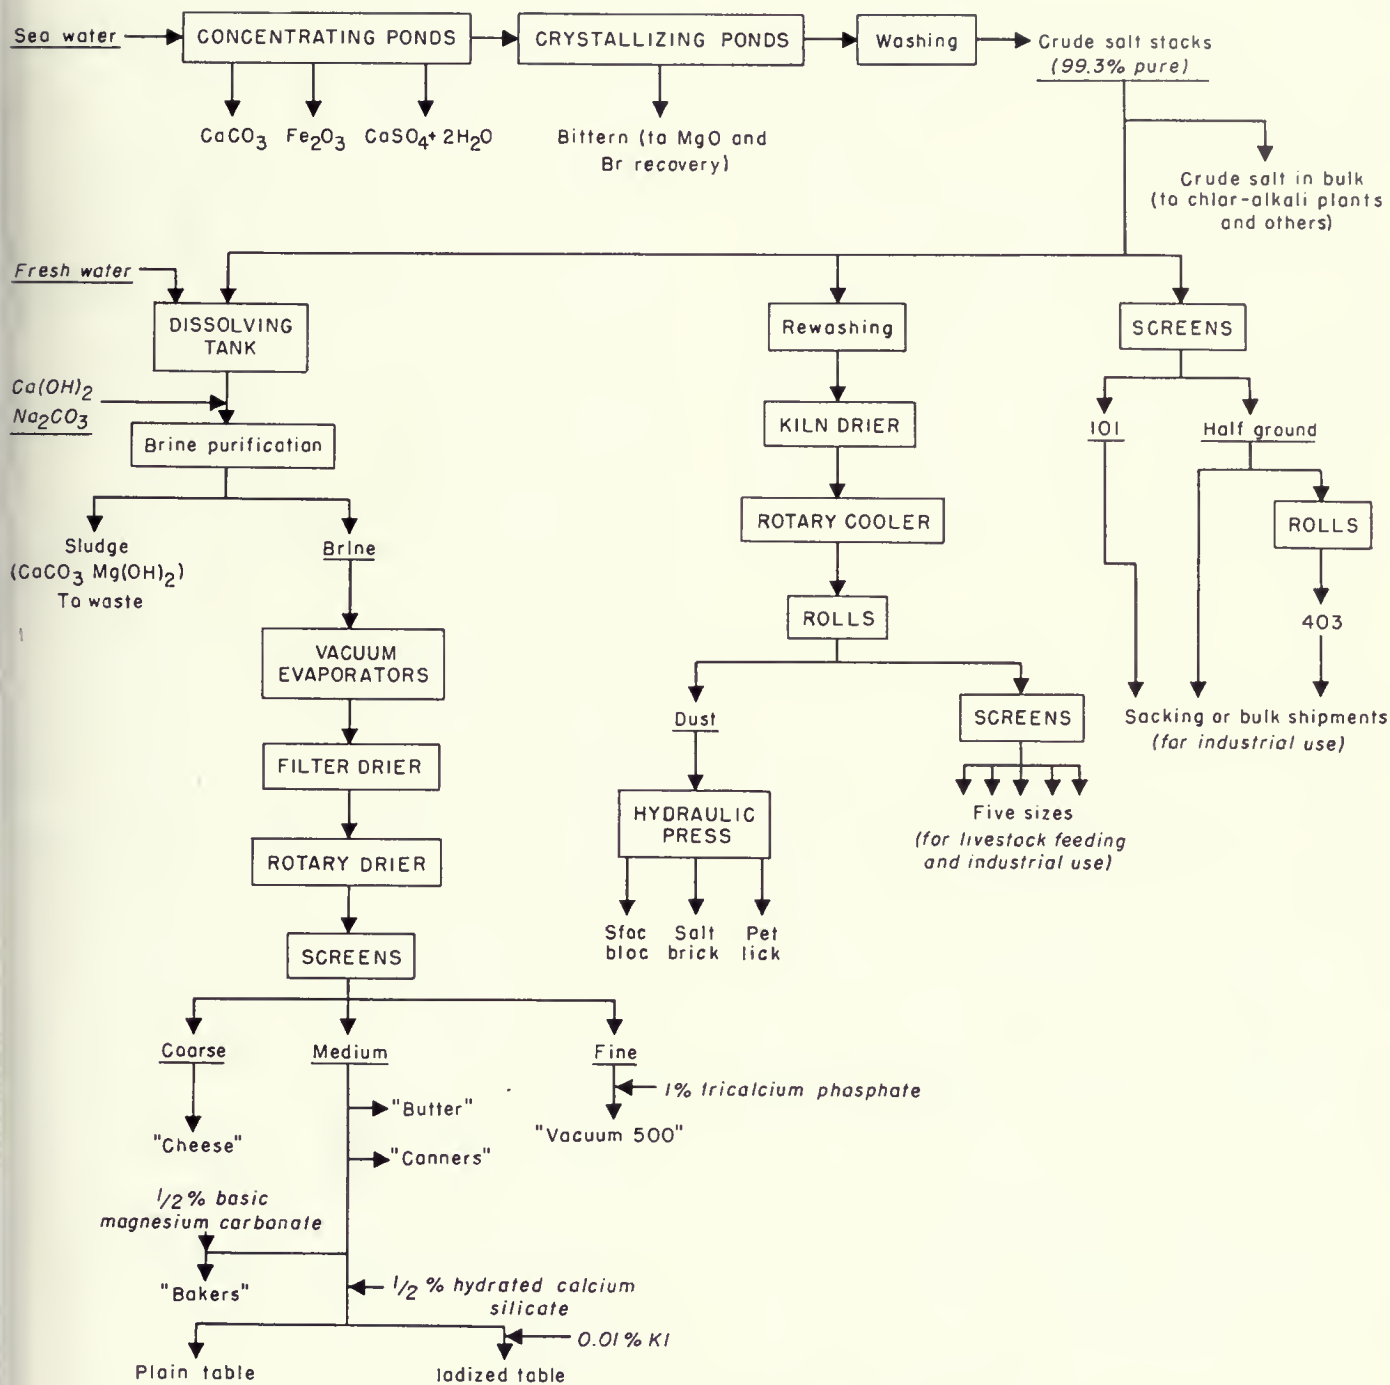 Sea water
CONCENTRATING PONDS
CRYSTALLIZING PONDS
Washing
Crude salt stacks
(99.3% pure)
CaCO3
Fe2O3
CaSO4+ 2H2O
Bittern (to MgO and
Br recovery)
Crude salt in bulk
(to chlor-alkali plants
and others)
Fresh water
DISSOLVING
TANK
Ca(OH)2
Na2CO3
Brine purification
Sludge
(CaCO3 Mg(OH)2)
To waste
Brine
VACUUM
EVAPORATORS
FILTER DRIER
ROTARY DRIER
SCREENS
Coarse
Medium
Fine
"Cheese"
"Butter"
"Canners"
1% tricalcium phosphate
"Vacuum 500"
1/2 % basic
magnesium carbonate
"Bakers"
1/2 % hydrated calcium
silicate
0.01% KI
Plain table
Iodized table
Rewashing
KILN DRIER
ROTARY COOLER
ROLLS
Dust
HYDRAULIC
PRESS
Sfoc
bloc
Salt
brick
Pet
lick
SCREENS
Five sizes
(for livestock feeding
and industrial use)
SCREENS
101
Half ground
ROLLS
403
Sacking or bulk shipments
(for industrial use)